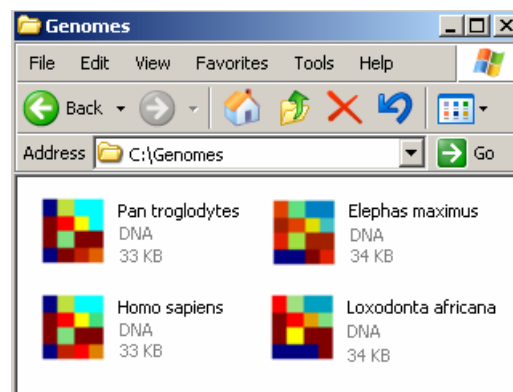 Genomes
File Edit View Favorites Tools Help
Back
Address C:\Genomes Go
Pan troglodytes
DNA
33 KB
Elephas maximus
DNA
34 KB
Homo sapiens
DNA
33 KB
Loxodonta africana
DNA
34 KB